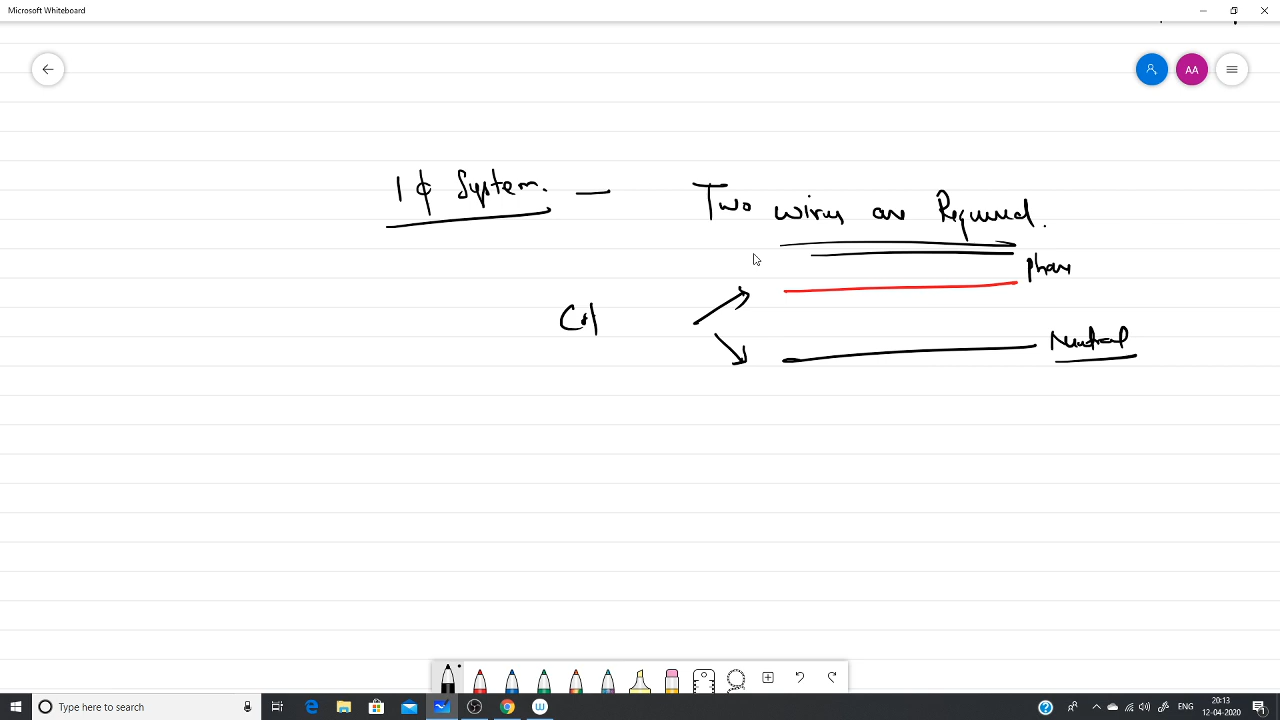 Microsoft Whiteboard
AA
1 ϕ System. — Two wires are Required.
phase
Neutral
Type here to search
ENG
20:13
12-04-2020